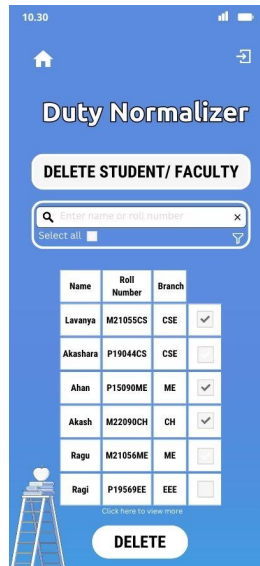 10.30
Duty Normalizer
DELETE STUDENT/ FACULTY
Enter name or roll number
Select all
Name Roll Number Branch
Lavanya M21055CS CSE
Akashara P19044CS CSE
Ahan P15090ME ME
Akash M22090CH CH
Ragu M21056ME ME
Ragi P19569EE EEE
Click here to view more
DELETE